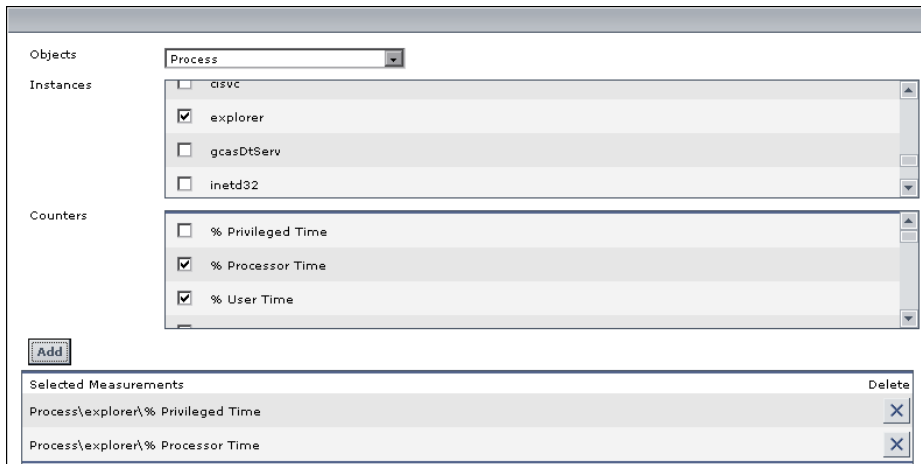 Objects
Process
Instances
cisvc
explorer
gcasDtServ
inetd32
Counters
% Privileged Time
% Processor Time
% User Time
Add
Selected Measurements Delete
Process\explorer\% Privileged Time
Process\explorer\% Processor Time